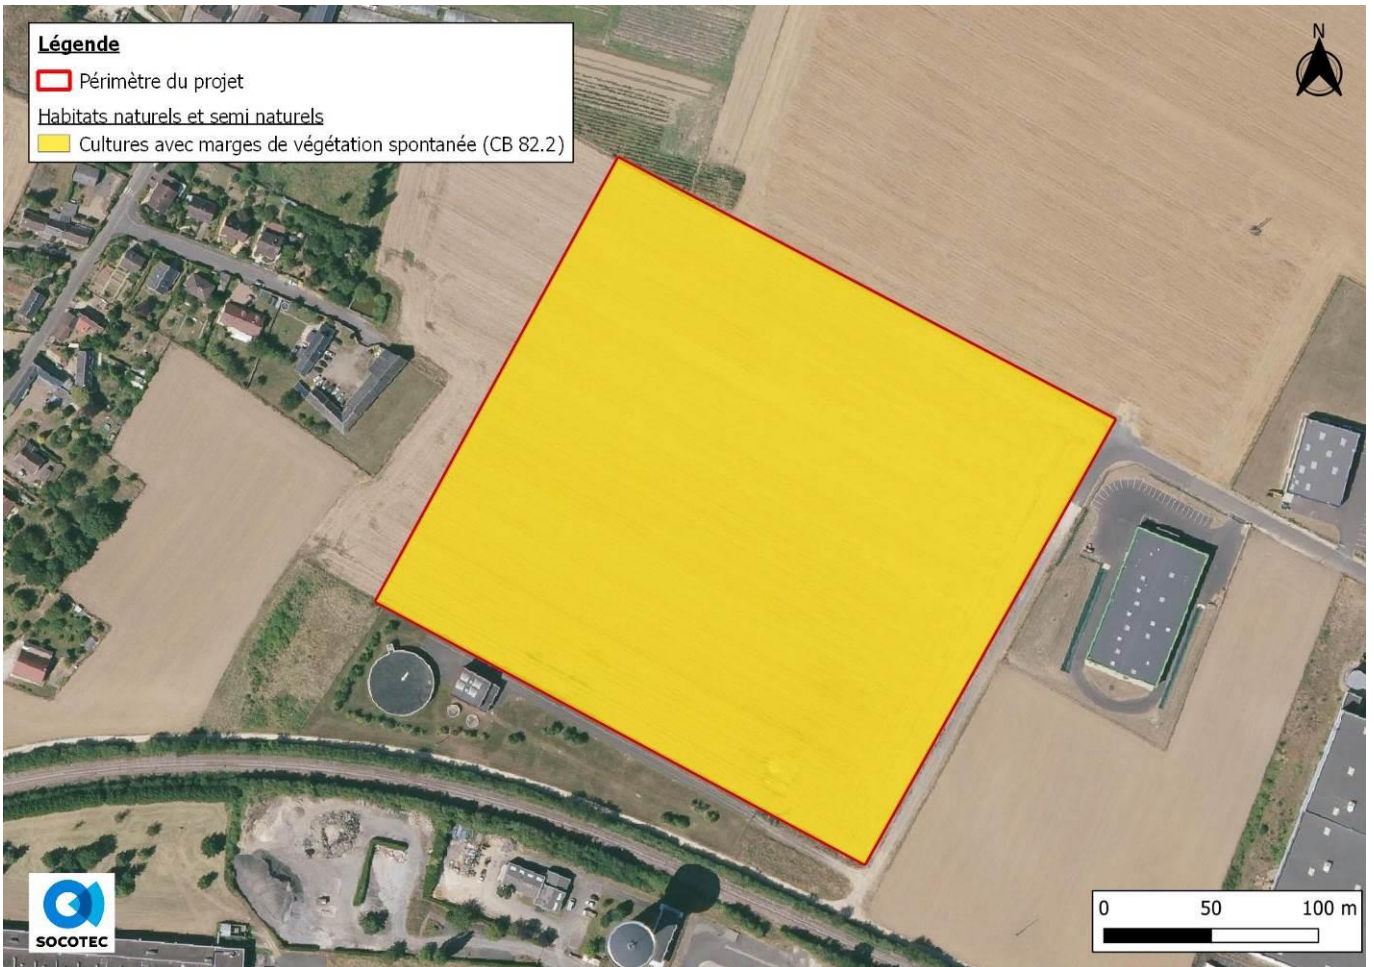 Légende
Périmètre du projet
Habitats naturels et semi naturels
Cultures avec marges de végétation spontanée (CB 82.2)
N
SOCOTEC
0 50 100 m